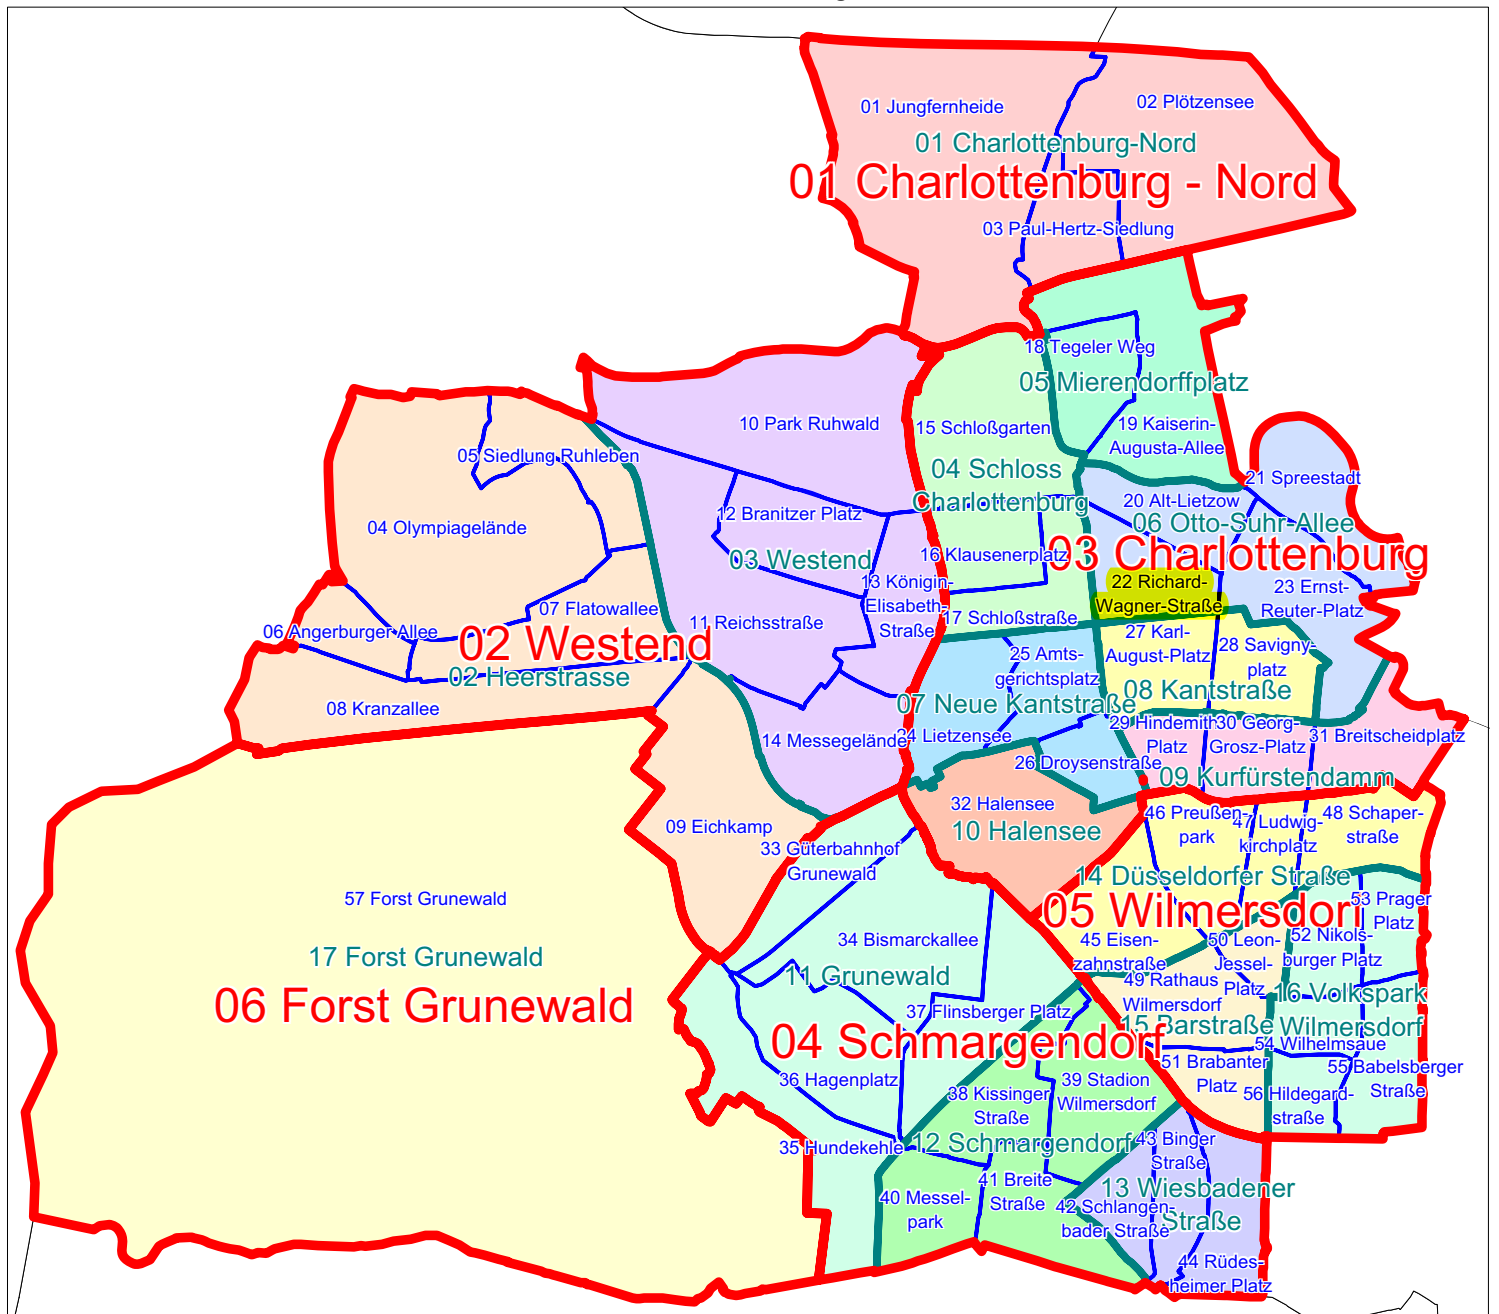 01 Jungfernheide
02 Plötzensee
01 Charlottenburg-Nord
01 Charlottenburg - Nord
03 Paul-Hertz-Siedlung
18 Tegeler Weg
05 Mierendorffplatz
10 Park Ruhwald
15 Schloßgarten
19 Kaiserin-
Augusta-Allee
05 Siedlung Ruhleben
04 Schloss
Charlottenburg
21 Spreestadt
20 Alt-Lietzow
04 Olympiagelände
12 Branitzer Platz
06 Otto-Suhr-Allee
03 Charlottenburg
03 Westend
16 Klausenerplatz
13 Königin-
Elisabeth-
Straße
22 Richard-
Wagner-Straße
23 Ernst-
Reuter-Platz
07 Flatowallee
11 Reichsstraße
17 Schloßstraße
06 Angerburger Allee
02 Westend
02 Heerstrasse
27 Karl-
August-Platz
28 Savigny-
platz
25 Amts-
gerichtsplatz
08 Kantstraße
08 Kranzallee
07 Neue Kantstraße
14 Messegelände
24 Lietzensee
29 Hindemith
Platz
30 Georg-
Grosz-Platz
31 Breitscheidplatz
26 Droysenstraße
09 Kurfürstendamm
32 Halensee
10 Halensee
46 Preußen-
park
47 Ludwig-
kirchplatz
48 Schaper-
straße
09 Eichkamp
33 Güterbahnhof
Grunewald
14 Düsseldorfer Straße
05 Wilmersdorf
57 Forst Grunewald
53 Prager
Platz
17 Forst Grunewald
34 Bismarckallee
45 Eisen-
zahnstraße
50 Leon-
Jessel-
Platz
52 Nikols-
burger Platz
11 Grunewald
49 Rathaus
Wilmersdorf
16 Volkspark
Wilmersdorf
06 Forst Grunewald
37 Flinsberger Platz
15 Barstraße
04 Schmargendorf
54 Wilhelmsaue
51 Brabanter
Platz
55 Babelsberger
Straße
36 Hagenplatz
38 Kissinger
Straße
39 Stadion
Wilmersdorf
56 Hildegard-
straße
35 Hundekehle
12 Schmargendorf
43 Binger
Straße
40 Messel-
park
41 Breite
Straße
13 Wiesbadener
Straße
42 Schlangen-
bader Straße
44 Rüdes-
heimer Platz